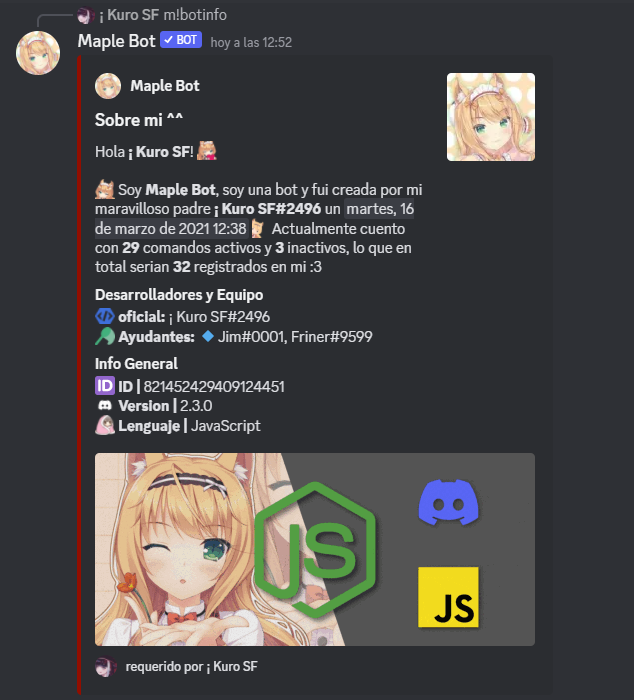 ¡ Kuro SF m!botinfo
Maple Bot ✓ BOT hoy a las 12:52
Maple Bot
Sobre mi ^^
Hola ¡ Kuro SF!
Soy Maple Bot, soy una bot y fui creada por mi
maravilloso padre ¡ Kuro SF#2496 un martes, 16
de marzo de 2021 12:38 Actualmente cuento
con 29 comandos activos y 3 inactivos, lo que en
total serian 32 registrados en mi :3
Desarrolladores y Equipo
oficial: ¡ Kuro SF#2496
Ayudantes: 🔹 Jim#0001, Friner#9599
Info General
ID ID | 821452429409124451
Version | 2.3.0
Lenguaje | JavaScript
JS
JS
requerido por ¡ Kuro SF